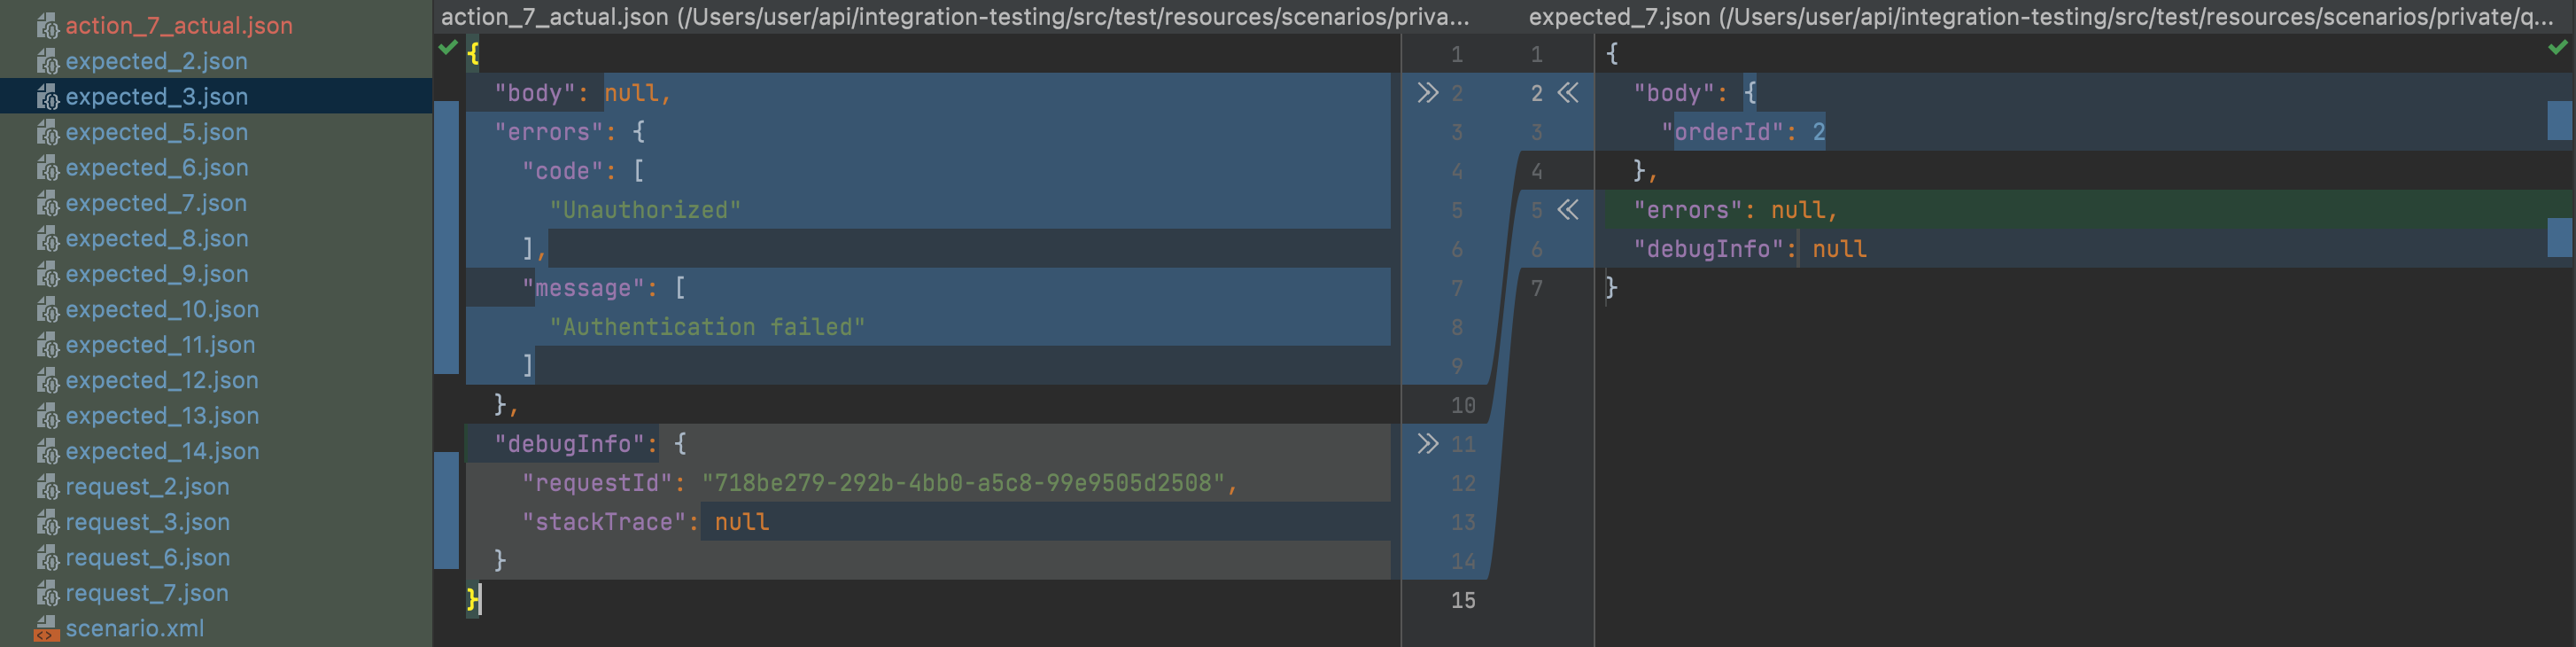 action_7_actual.json
expected_2.json
expected_3.json
expected_5.json
expected_6.json
expected_7.json
expected_8.json
expected_9.json
expected_10.json
expected_11.json
expected_12.json
expected_13.json
expected_14.json
request_2.json
request_3.json
request_6.json
request_7.json
scenario.xml
action_7_actual.json (/Users/user/api/integration-testing/src/test/resources/scenarios/priva...
{
"body": null,
"errors": {
"code": [
"Unauthorized"
],
"message": [
"Authentication failed"
]
},
"debugInfo": {
"requestId": "718be279-292b-4bb0-a5c8-99e9505d2508",
"stackTrace": null
}
}
1
2
3
4
5
6
7
8
9
10
11
12
13
14
15
expected_7.json (/Users/user/api/integration-testing/src/test/resources/scenarios/private/q...
1 {
2 "body": {
3 "orderId": 2
4 },
5 "errors": null,
6 "debugInfo": null
7 }